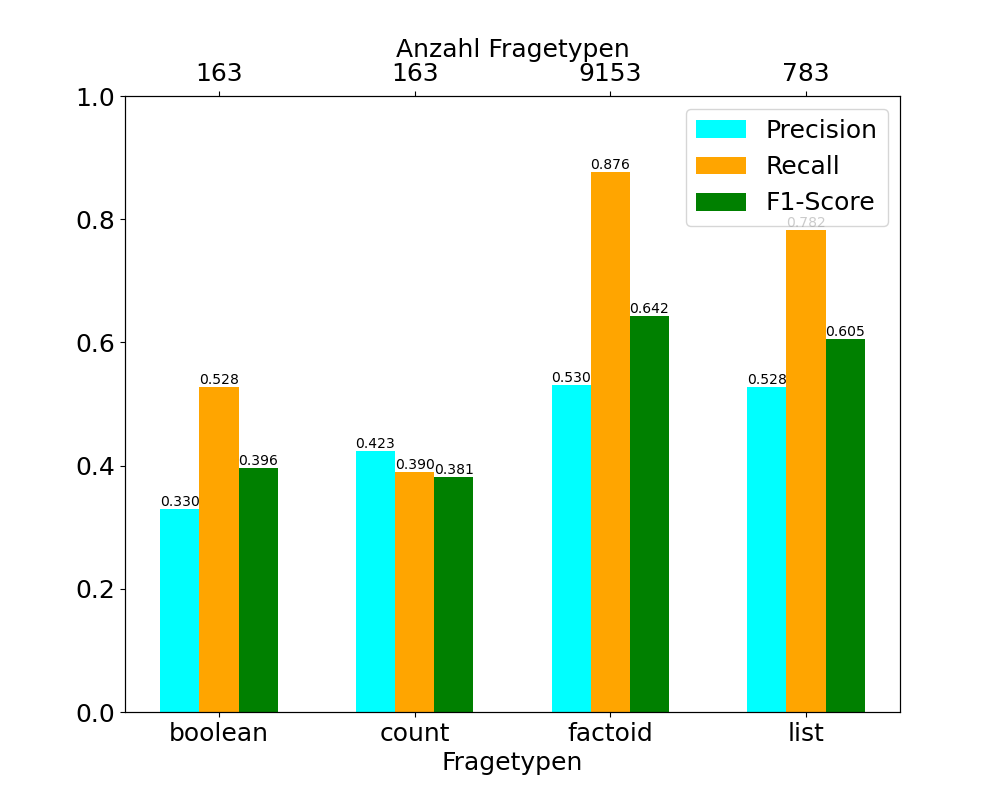 Anzahl Fragetypen
163 163 9153 783
1.0
0.8
0.6
0.4
0.2
0.0
Precision
Recall
F1-Score
0.330
0.528
0.396
0.423
0.390
0.381
0.530
0.876
0.642
0.528
0.782
0.605
boolean count factoid list
Fragetypen